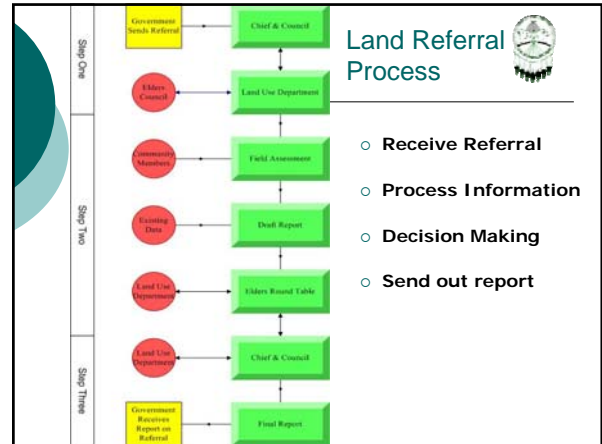 Step One
Government
Sends Referral
Chief & Council
Elders
Council
Land Use Department
Step Two
Community
Members
Field Assessment
Existing
Data
Draft Report
Land Use
Department
Elders Round Table
Step Three
Land Use
Department
Chief & Council
Government
Receives
Report on
Referral
Final Report
Land Referral
Process
Receive Referral
Process Information
Decision Making
Send out report